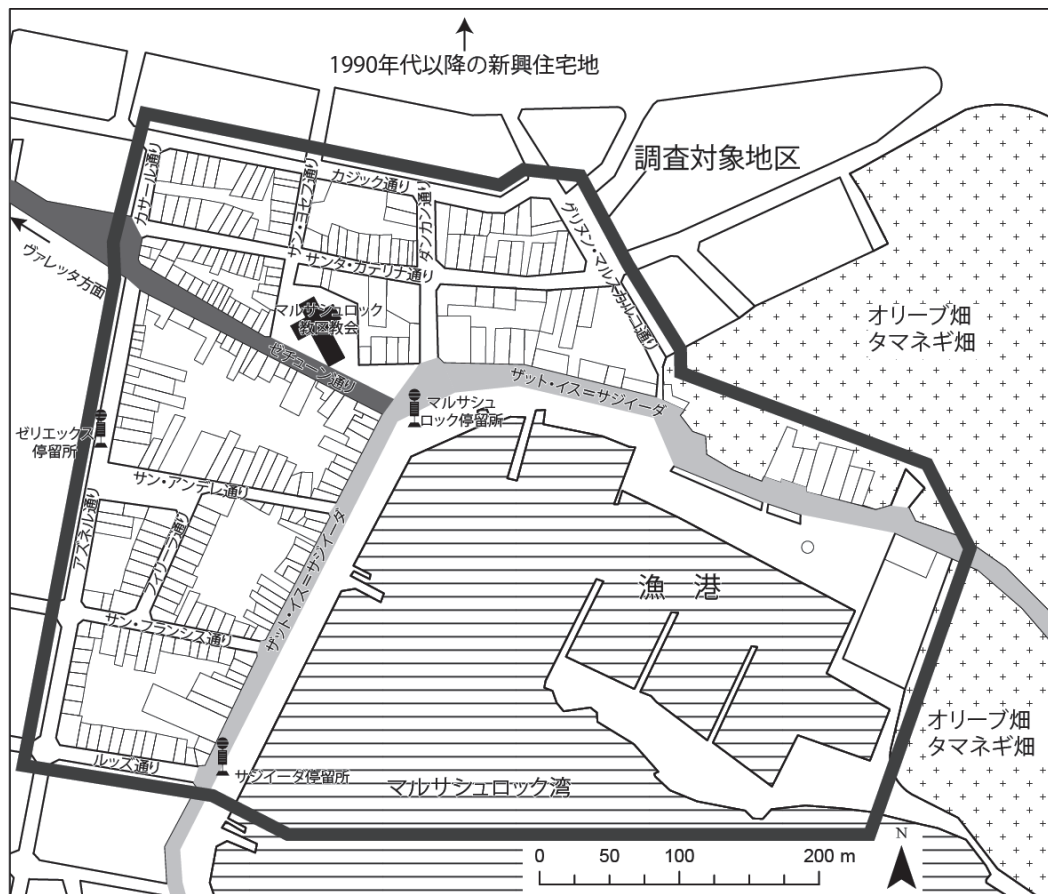 1990年代以降の新興住宅地
調査対象地区
カジック通り
カサール通り
サン・ヨセフ通り
ダンカン通り
グリヌン・マルスカルコ通り
サンタ・カテリナ通り
ヴァレッタ方面
マルサシュロック
教区教会
ゼチューン通り
オリーブ畑
タマネギ畑
ザット・イス＝サジイーダ
マルサシュ
ロック停留所
ゼリエックス
停留所
サン・アンデレ通り
アズネル通り
フィリーブ通り
ザット・イス＝サジイーダ
漁 港
サン・フランシス通り
オリーブ畑
タマネギ畑
ルッズ通り
サジイーダ停留所
マルサシュロック湾
N
0 50 100 200 m